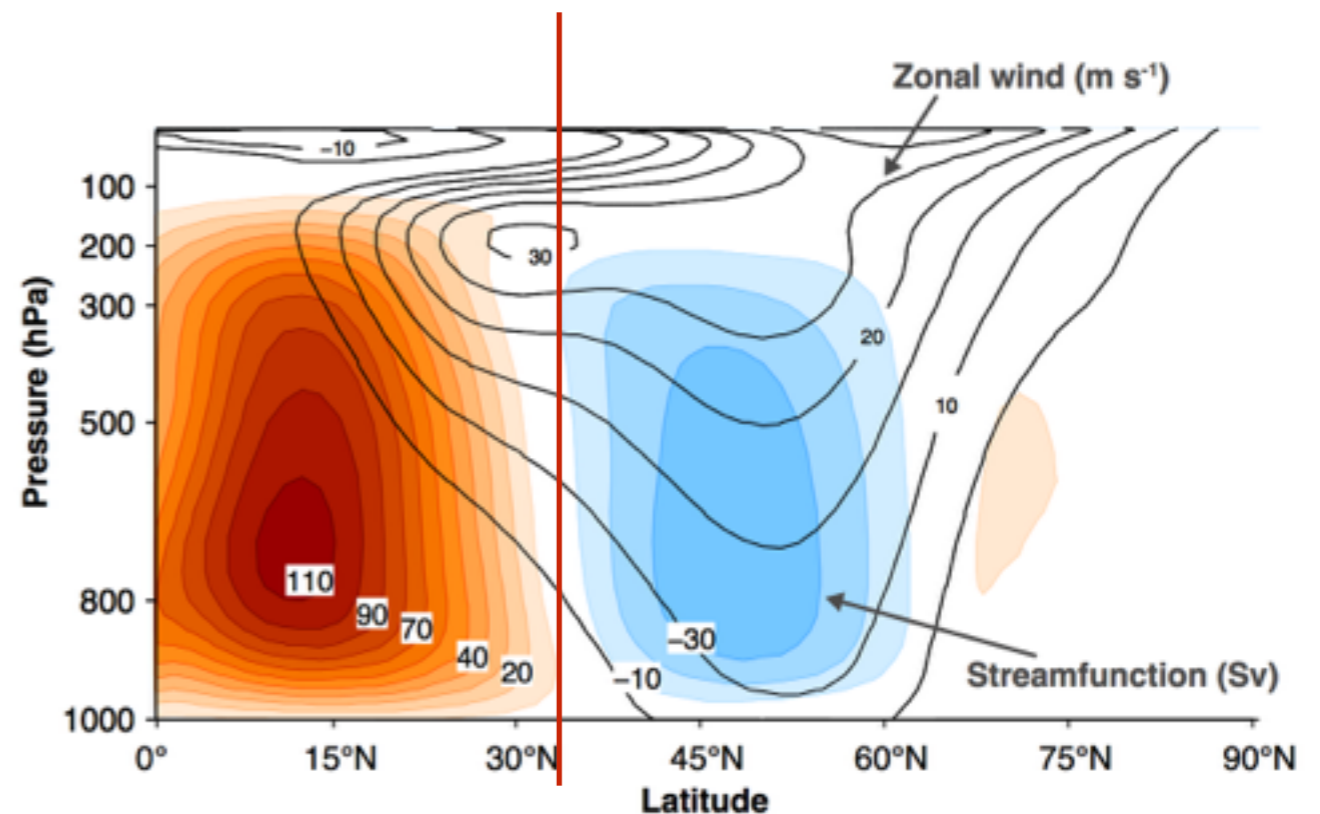 Zonal wind (m s⁻¹)
−10
100
200
30
300
20
10
500
110
800
90
70
−30
40
20
−10
Streamfunction (Sv)
1000
Pressure (hPa)
0°
15°N
30°N
45°N
60°N
75°N
90°N
Latitude